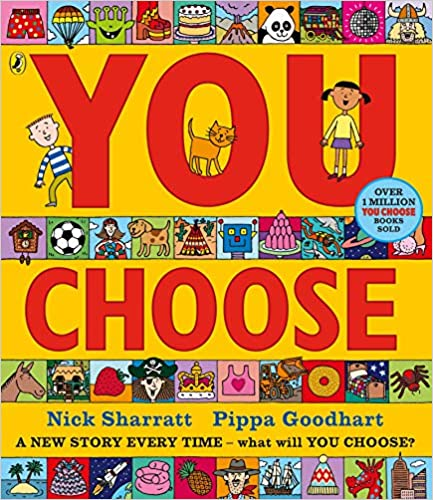 YOU
OVER
1 MILLION
YOU CHOOSE
BOOKS
SOLD
CHOOSE
Nick Sharratt Pippa Goodhart
A NEW STORY EVERY TIME – what will YOU CHOOSE?